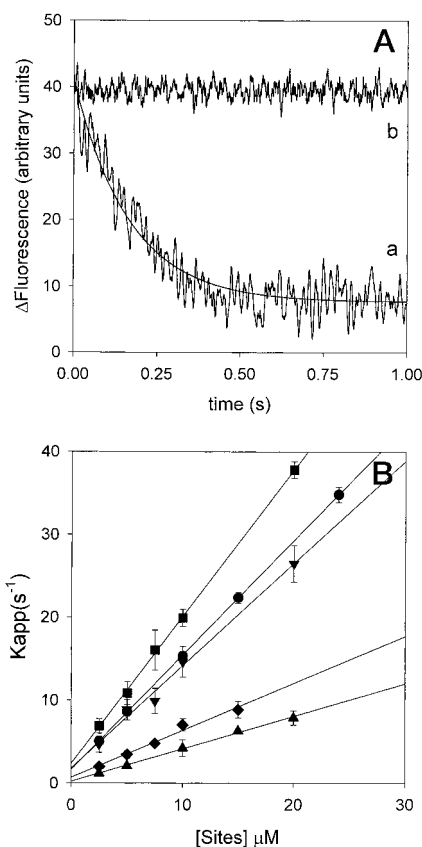 50
A
40
b
30
ΔFluorescence (arbitrary units)
20
a
10
0
0.00 0.25 0.50 0.75 1.00
time (s)
40
B
30
Kapp(s⁻¹)
20
10
0
0 10 20 30
[Sites] μM